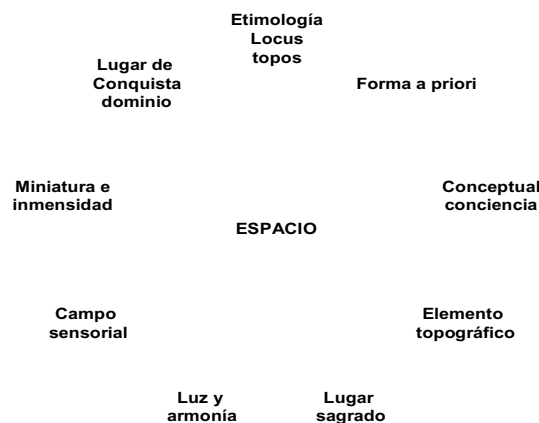 Etimología
Locus
topos
Lugar de
Conquista
dominio
Forma a priori
Miniatura e
inmensidad
Conceptual
conciencia
ESPACIO
Campo
sensorial
Elemento
topográfico
Luz y
armonía
Lugar
sagrado